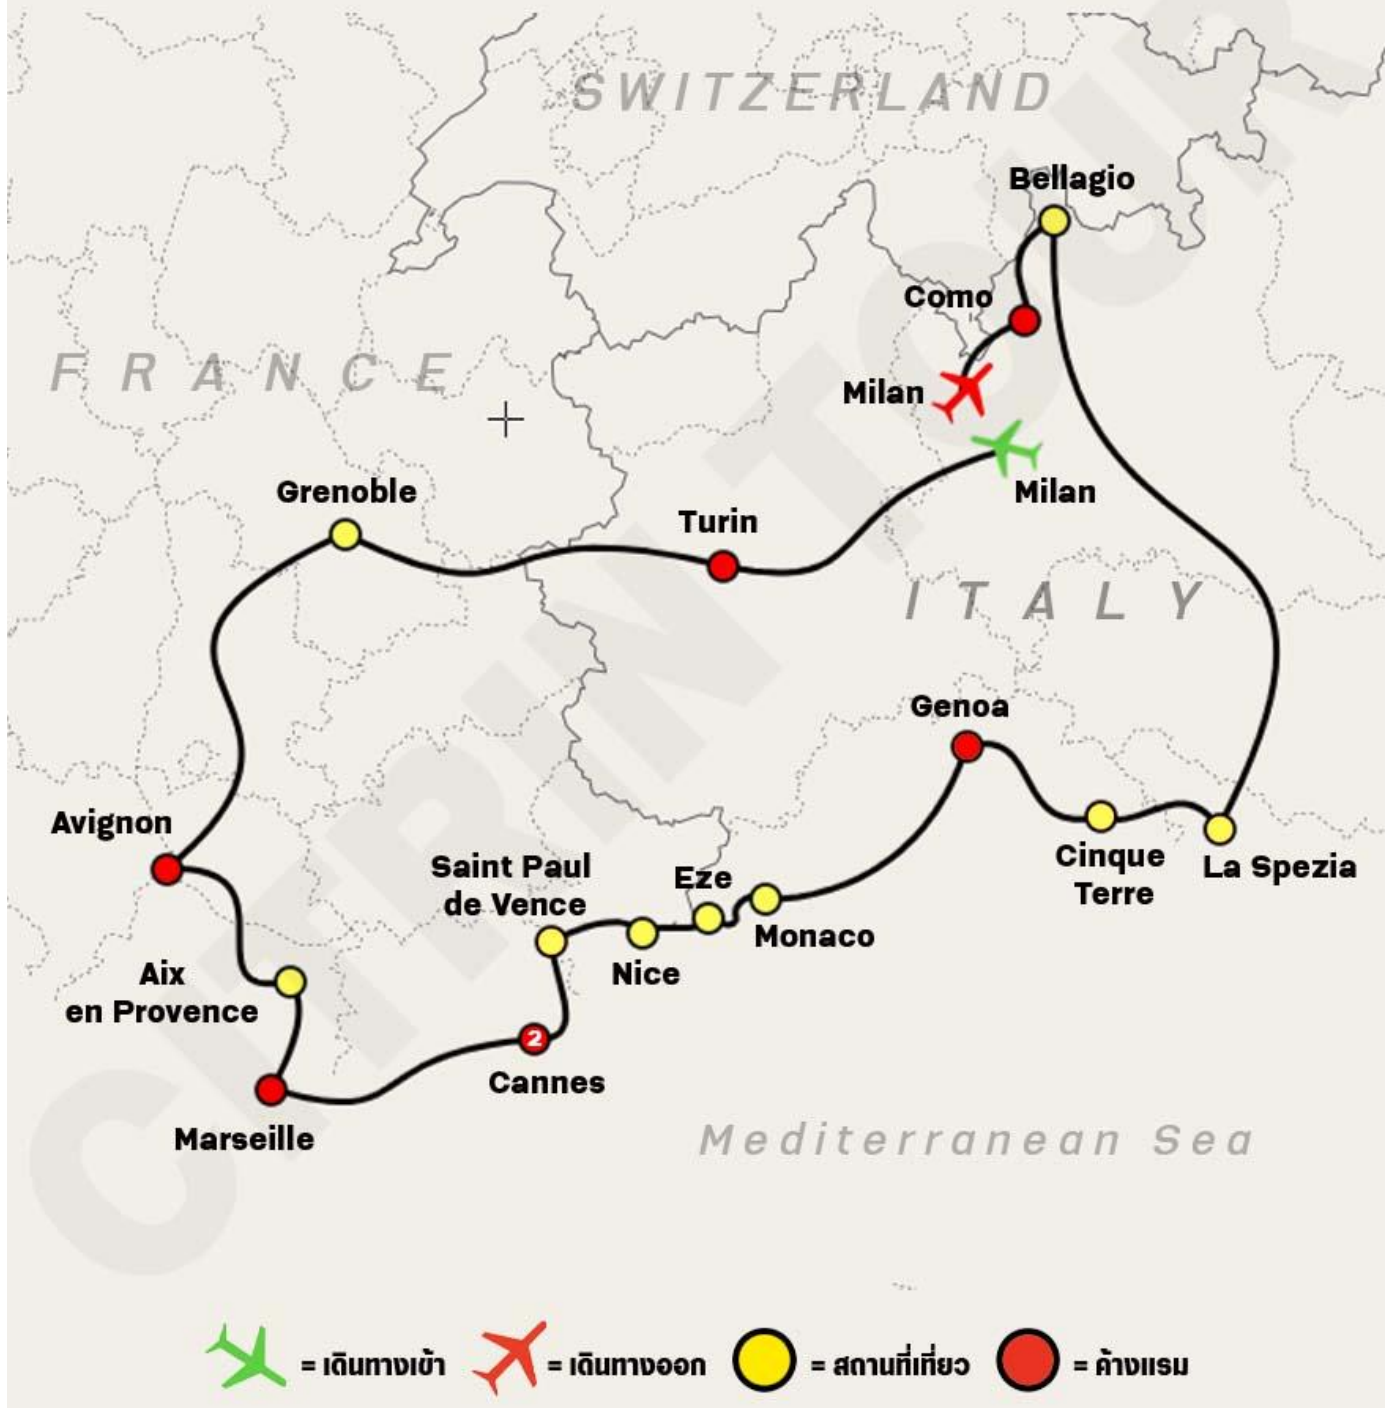 SWITZERLAND
Bellagio
Como
FRANCE
Milan
Grenoble
Milan
Turin
ITALY
Genoa
Avignon
Saint Paul
de Vence
Eze
Cinque
Terre
La Spezia
Monaco
Nice
Aix
en Provence
2
Cannes
Marseille
Mediterranean Sea
CITRIN TOUR
= เดินทางเข้า
= เดินทางออก
= สถานที่เที่ยว
= ค้างแรม